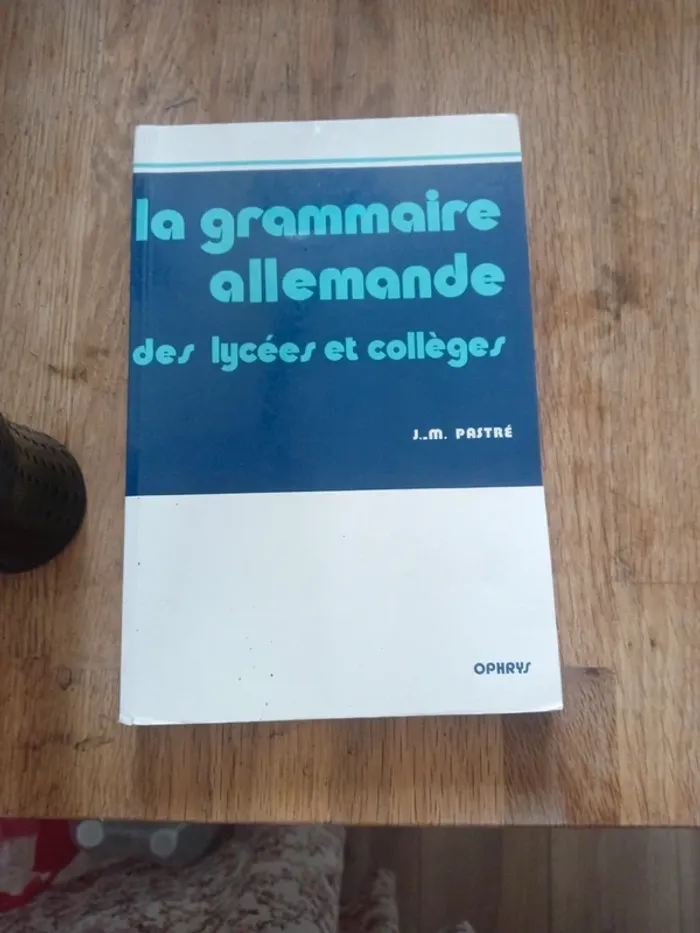 la grammaire
allemande
des lycées et collèges
J.-M. PASTRÉ
OPHRYS